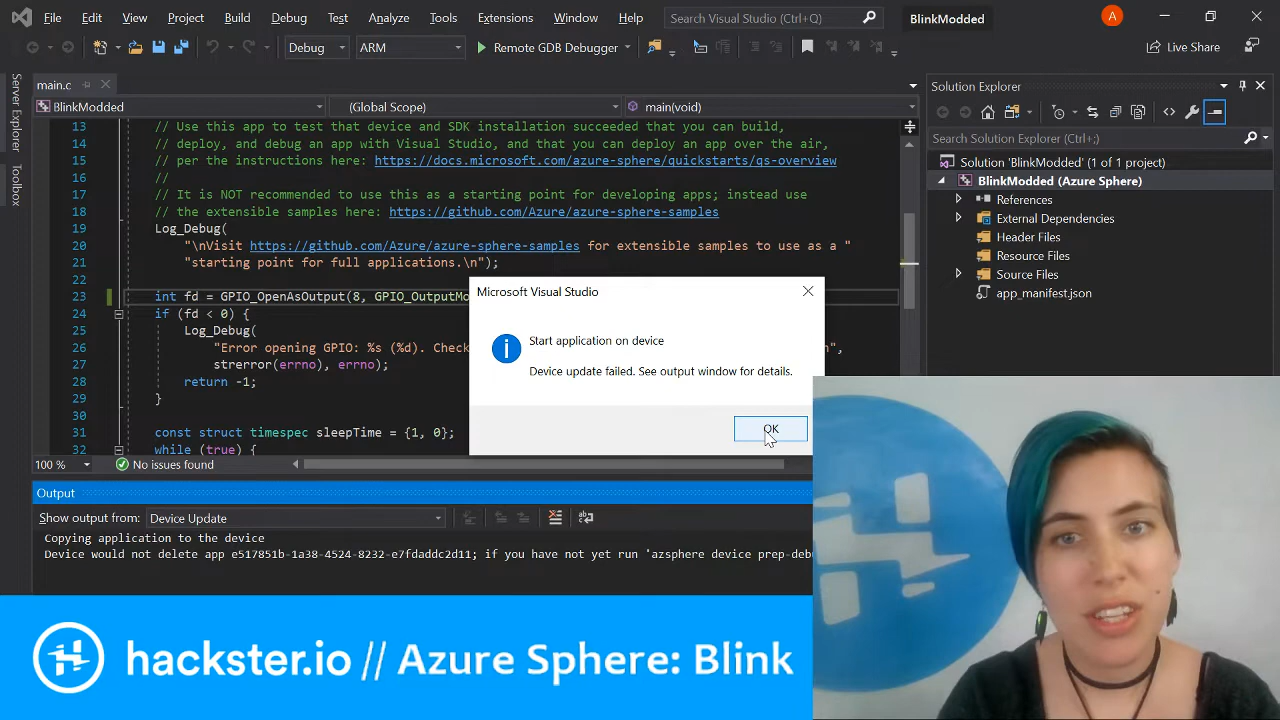 File Edit View Project Build Debug Test Analyze Tools Extensions Window Help Search Visual Studio (Ctrl+Q) BlinkModded A
Debug ARM Remote GDB Debugger Live Share
Server Explorer
Toolbox
main.c
BlinkModded (Global Scope) main(void)
13 // Use this app to test that device and SDK installation succeeded that you can build,
14 // deploy, and debug an app with Visual Studio, and that you can deploy an app over the air,
15 // per the instructions here: https://docs.microsoft.com/azure-sphere/quickstarts/qs-overview
16 //
17 // It is NOT recommended to use this as a starting point for developing apps; instead use
18 // the extensible samples here: https://github.com/Azure/azure-sphere-samples
19 Log_Debug(
20 "\nVisit https://github.com/Azure/azure-sphere-samples for extensible samples to use as a "
21 "starting point for full applications.\n");
22
23 int fd = GPIO_OpenAsOutput(8, GPIO_OutputMo
24 if (fd < 0) {
25 Log_Debug(
26 "Error opening GPIO: %s (%d). Check n",
27 strerror(errno), errno);
28 return -1;
29 }
30
31 const struct timespec sleepTime = {1, 0};
32 while (true) {
100 % No issues found
Microsoft Visual Studio
Start application on device
Device update failed. See output window for details.
OK
Output
Show output from: Device Update
Copying application to the device
Device would not delete app e517851b-1a38-4524-8232-e7fdaddc2d11; if you have not yet run 'azsphere device prep-deb
Solution Explorer
Search Solution Explorer (Ctrl+;)
Solution 'BlinkModded' (1 of 1 project)
BlinkModded (Azure Sphere)
References
External Dependencies
Header Files
Resource Files
Source Files
app_manifest.json
hackster.io // Azure Sphere: Blink